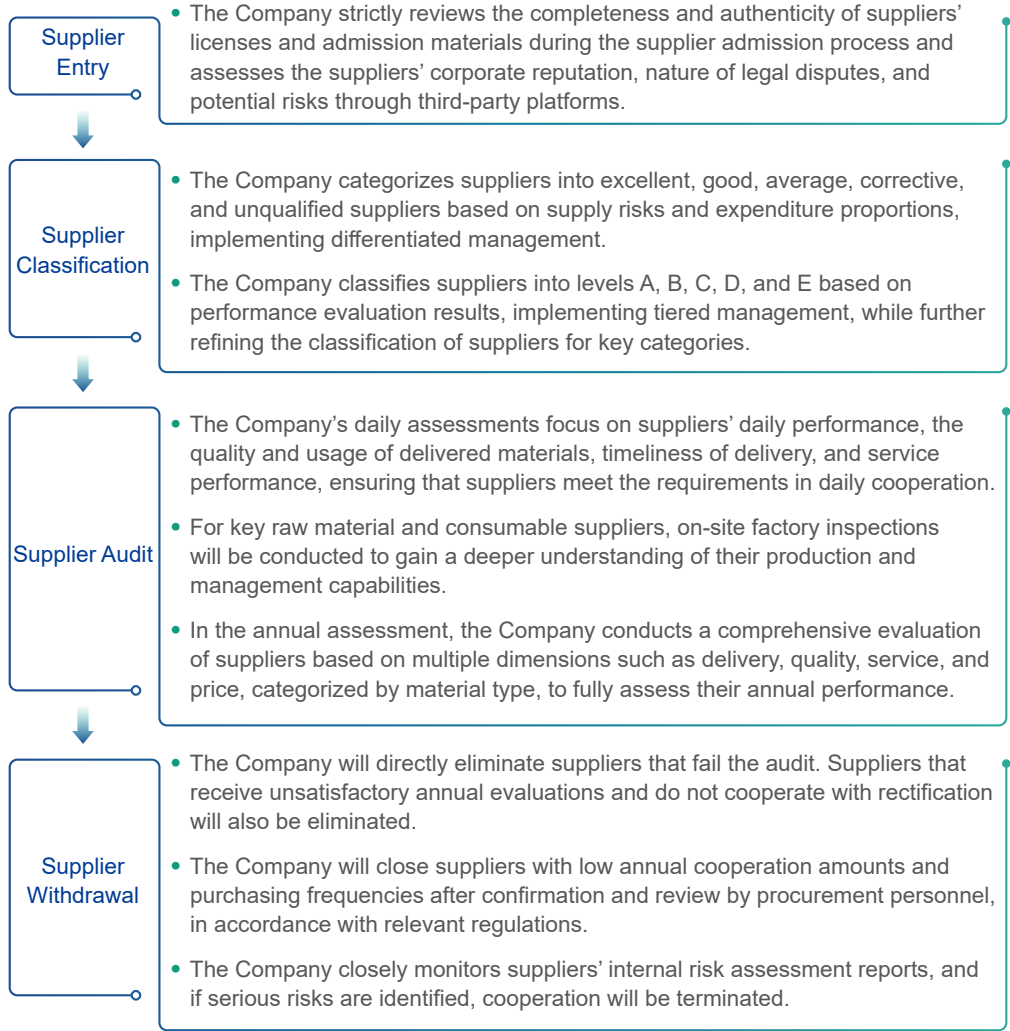 Supplier
Entry
• The Company strictly reviews the completeness and authenticity of suppliers’
licenses and admission materials during the supplier admission process and
assesses the suppliers’ corporate reputation, nature of legal disputes, and
potential risks through third-party platforms.
Supplier
Classification
• The Company categorizes suppliers into excellent, good, average, corrective,
and unqualified suppliers based on supply risks and expenditure proportions,
implementing differentiated management.
• The Company classifies suppliers into levels A, B, C, D, and E based on
performance evaluation results, implementing tiered management, while further
refining the classification of suppliers for key categories.
Supplier Audit
• The Company’s daily assessments focus on suppliers’ daily performance, the
quality and usage of delivered materials, timeliness of delivery, and service
performance, ensuring that suppliers meet the requirements in daily cooperation.
• For key raw material and consumable suppliers, on-site factory inspections
will be conducted to gain a deeper understanding of their production and
management capabilities.
• In the annual assessment, the Company conducts a comprehensive evaluation
of suppliers based on multiple dimensions such as delivery, quality, service, and
price, categorized by material type, to fully assess their annual performance.
Supplier
Withdrawal
• The Company will directly eliminate suppliers that fail the audit. Suppliers that
receive unsatisfactory annual evaluations and do not cooperate with rectification
will also be eliminated.
• The Company will close suppliers with low annual cooperation amounts and
purchasing frequencies after confirmation and review by procurement personnel,
in accordance with relevant regulations.
• The Company closely monitors suppliers’ internal risk assessment reports, and
if serious risks are identified, cooperation will be terminated.